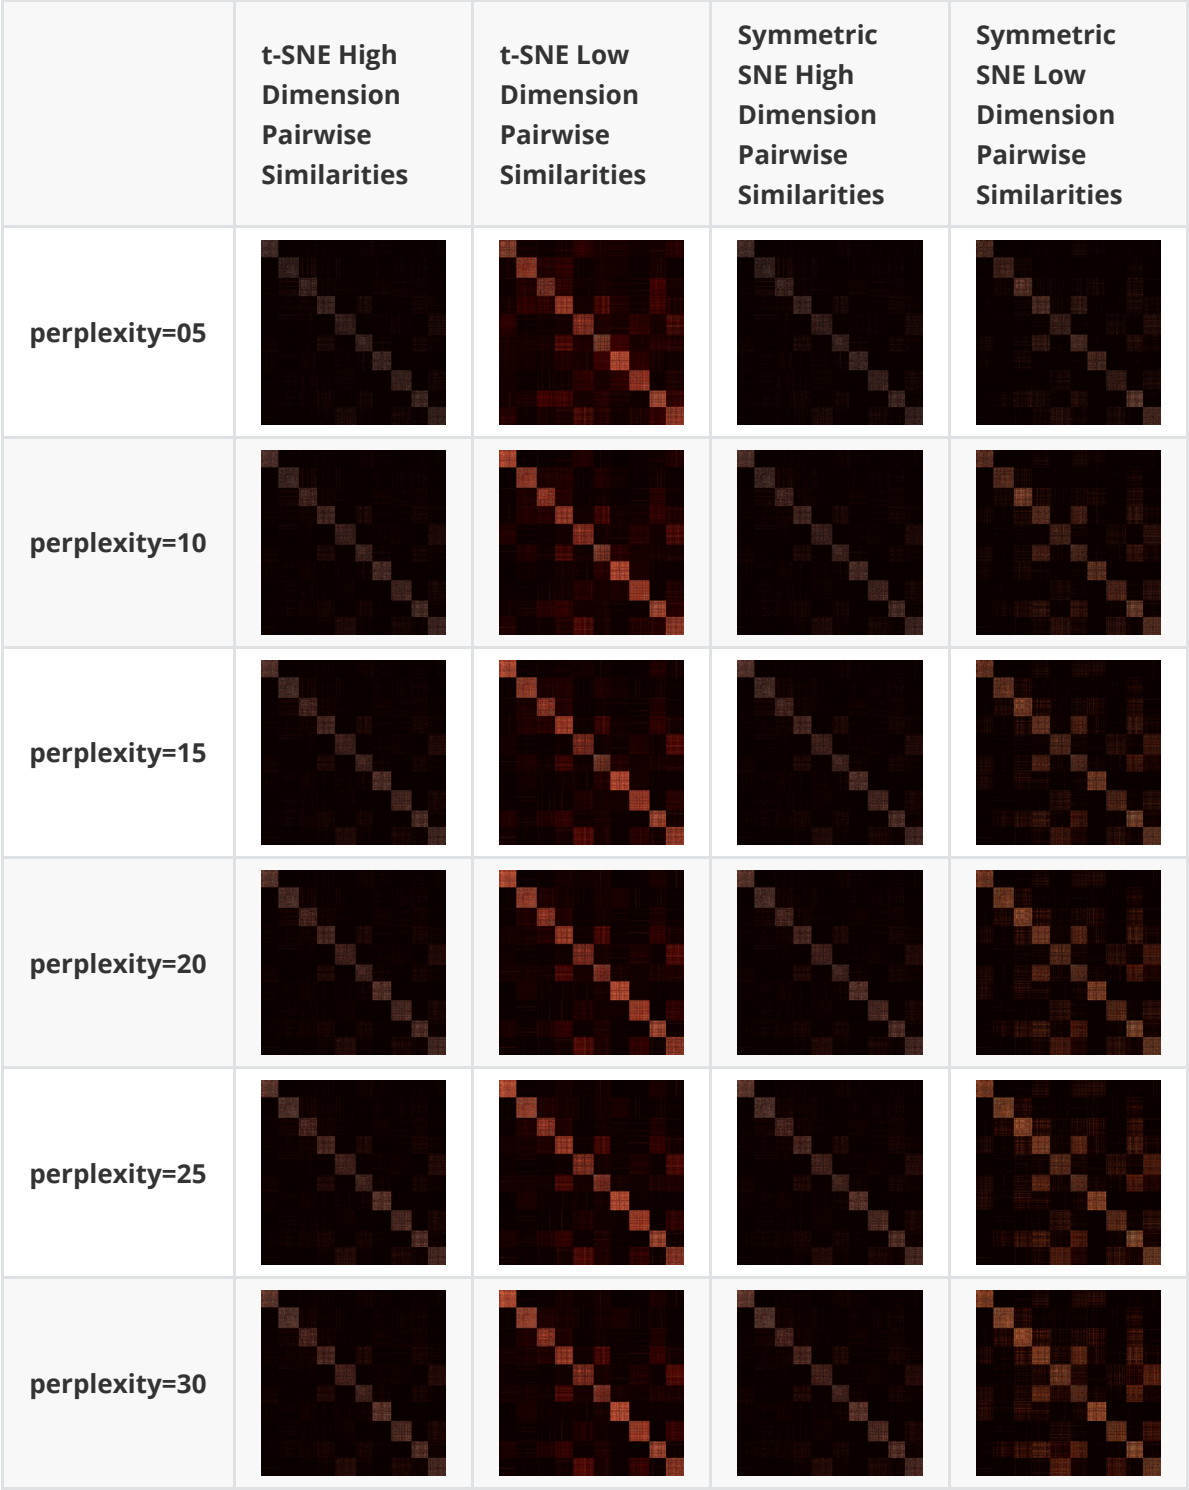 t-SNE High
Dimension
Pairwise
Similarities
t-SNE Low
Dimension
Pairwise
Similarities
Symmetric
SNE High
Dimension
Pairwise
Similarities
Symmetric
SNE Low
Dimension
Pairwise
Similarities
perplexity=05
perplexity=10
perplexity=15
perplexity=20
perplexity=25
perplexity=30